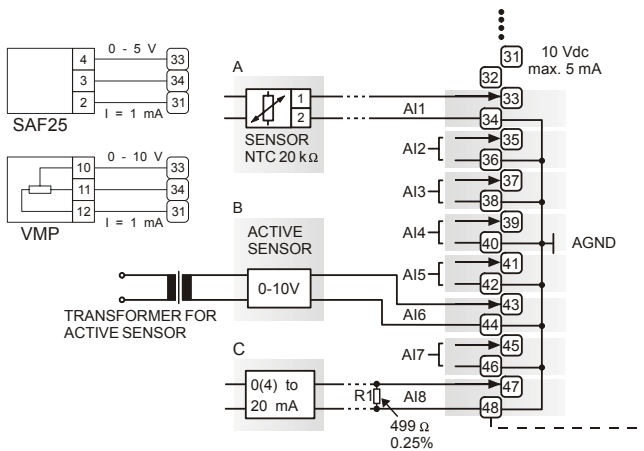 4 0 - 5 V 33
3 34
2 I = 1 mA 31
SAF25
10 0 - 10 V 33
11 34
12 I = 1 mA 31
VMP
A
1
2
SENSOR
NTC 20 kΩ
B
ACTIVE
SENSOR
0-10V
TRANSFORMER FOR
ACTIVE SENSOR
C
0(4) to
20 mA
R1
499 Ω
0.25%
31
10 Vdc
max. 5 mA
32
33
AI1
34
35
AI2
36
37
AI3
38
39
AI4
40
AGND
41
AI5
42
43
AI6
44
45
AI7
46
47
AI8
48